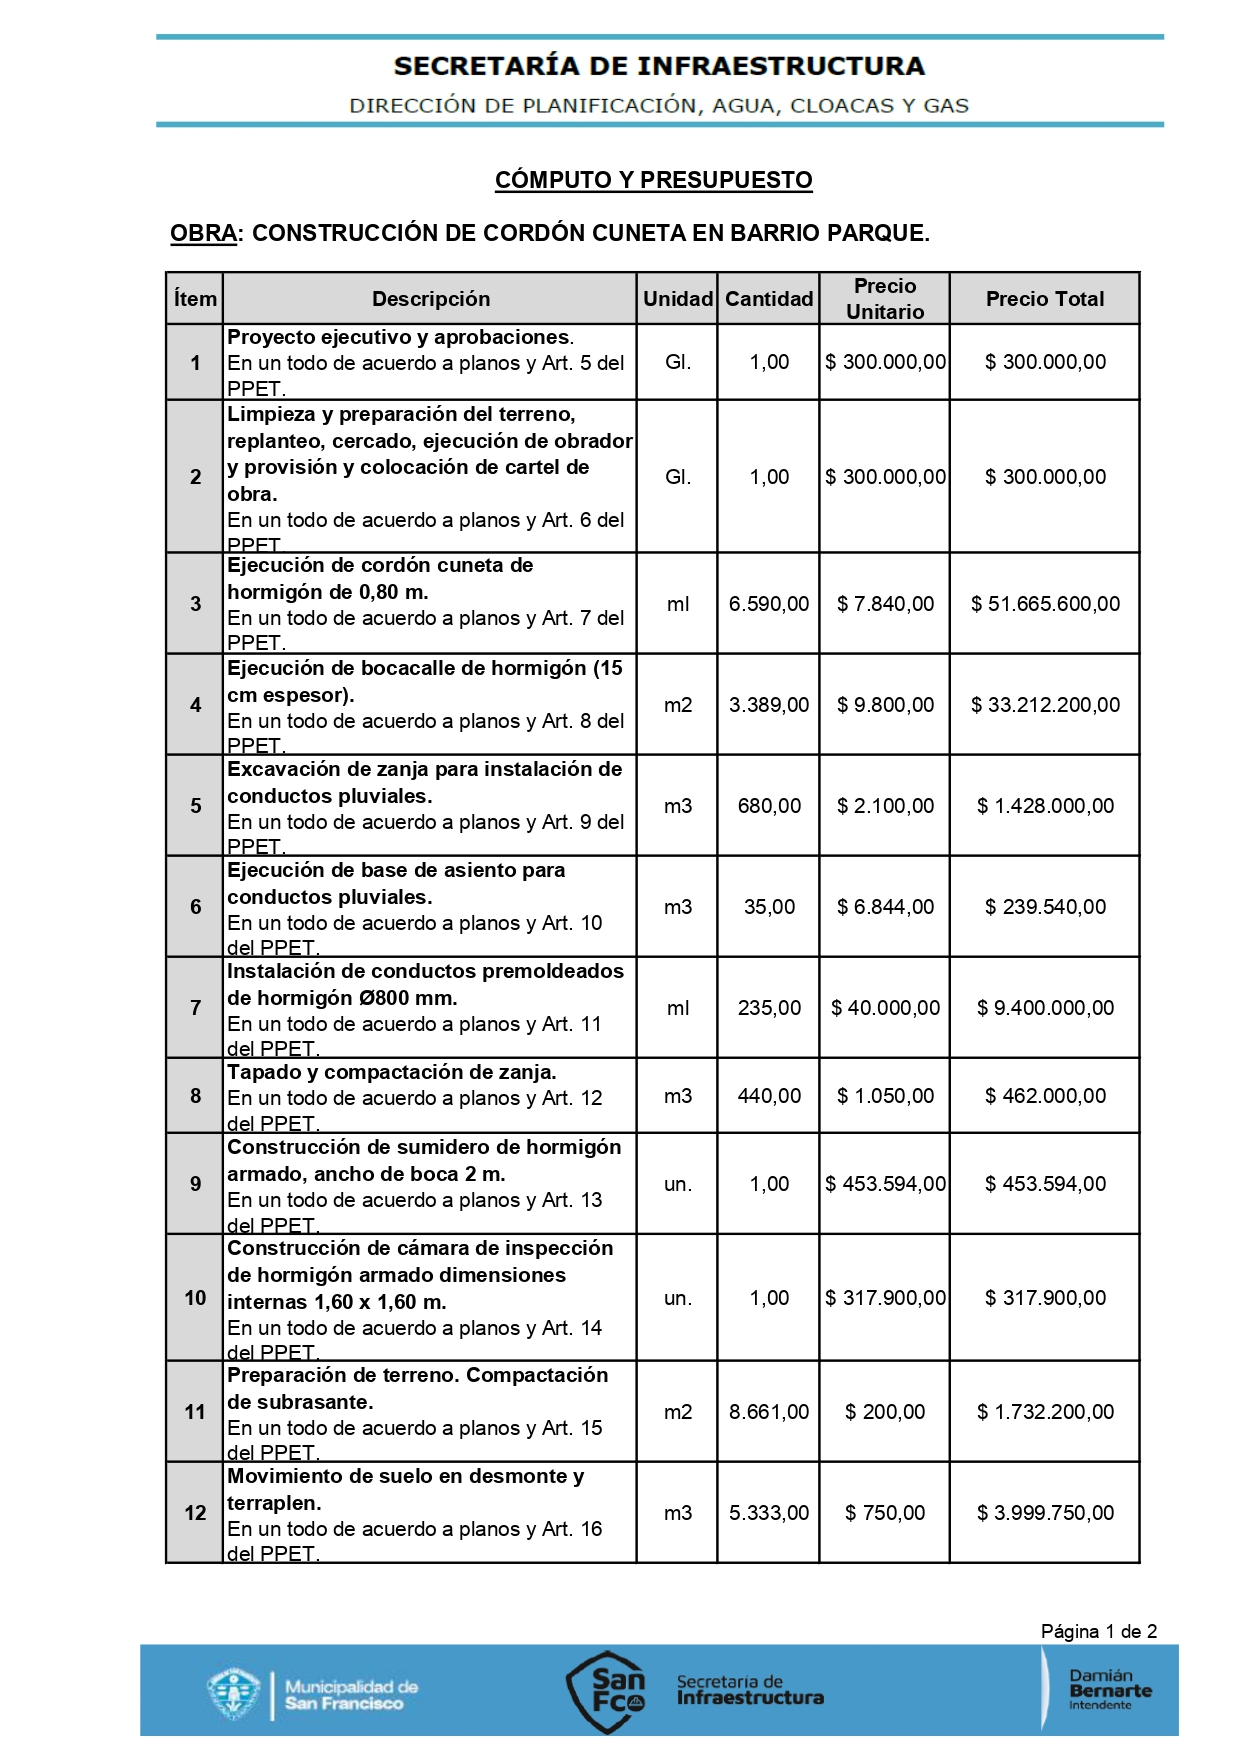 SECRETARÍA DE INFRAESTRUCTURA
DIRECCIÓN DE PLANIFICACIÓN, AGUA, CLOACAS Y GAS
CÓMPUTO Y PRESUPUESTO
OBRA: CONSTRUCCIÓN DE CORDÓN CUNETA EN BARRIO PARQUE.
Ítem Descripción Unidad Cantidad Precio Unitario Precio Total
1 Proyecto ejecutivo y aprobaciones.
En un todo de acuerdo a planos y Art. 5 del
PPET.
Gl. 1,00 $ 300.000,00 $ 300.000,00
2 Limpieza y preparación del terreno,
replanteo, cercado, ejecución de obrador
y provisión y colocación de cartel de
obra.
En un todo de acuerdo a planos y Art. 6 del
PPET.
Gl. 1,00 $ 300.000,00 $ 300.000,00
3 Ejecución de cordón cuneta de
hormigón de 0,80 m.
En un todo de acuerdo a planos y Art. 7 del
PPET.
ml 6.590,00 $ 7.840,00 $ 51.665.600,00
4 Ejecución de bocacalle de hormigón (15
cm espesor).
En un todo de acuerdo a planos y Art. 8 del
PPET.
m2 3.389,00 $ 9.800,00 $ 33.212.200,00
5 Excavación de zanja para instalación de
conductos pluviales.
En un todo de acuerdo a planos y Art. 9 del
PPET.
m3 680,00 $ 2.100,00 $ 1.428.000,00
6 Ejecución de base de asiento para
conductos pluviales.
En un todo de acuerdo a planos y Art. 10
del PPET.
m3 35,00 $ 6.844,00 $ 239.540,00
7 Instalación de conductos premoldeados
de hormigón Ø800 mm.
En un todo de acuerdo a planos y Art. 11
del PPET.
ml 235,00 $ 40.000,00 $ 9.400.000,00
8 Tapado y compactación de zanja.
En un todo de acuerdo a planos y Art. 12
del PPET.
m3 440,00 $ 1.050,00 $ 462.000,00
9 Construcción de sumidero de hormigón
armado, ancho de boca 2 m.
En un todo de acuerdo a planos y Art. 13
del PPET.
un. 1,00 $ 453.594,00 $ 453.594,00
10 Construcción de cámara de inspección
de hormigón armado dimensiones
internas 1,60 x 1,60 m.
En un todo de acuerdo a planos y Art. 14
del PPET.
un. 1,00 $ 317.900,00 $ 317.900,00
11 Preparación de terreno. Compactación
de subrasante.
En un todo de acuerdo a planos y Art. 15
del PPET.
m2 8.661,00 $ 200,00 $ 1.732.200,00
12 Movimiento de suelo en desmonte y
terraplen.
En un todo de acuerdo a planos y Art. 16
del PPET.
m3 5.333,00 $ 750,00 $ 3.999.750,00
Página 1 de 2
Municipalidad de
San Francisco
San
Fco
Secretaría de
Infraestructura
Damián
Bernarte
Intendente